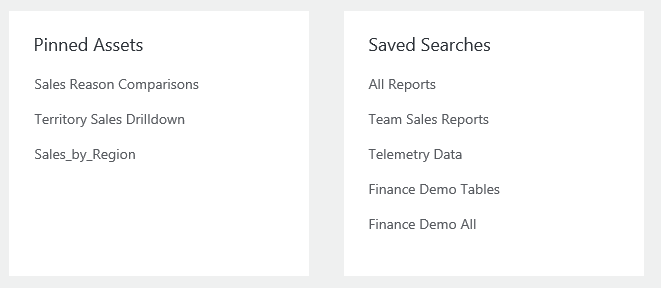 Pinned Assets
Sales Reason Comparisons
Territory Sales Drilldown
Sales_by_Region
Saved Searches
All Reports
Team Sales Reports
Telemetry Data
Finance Demo Tables
Finance Demo All